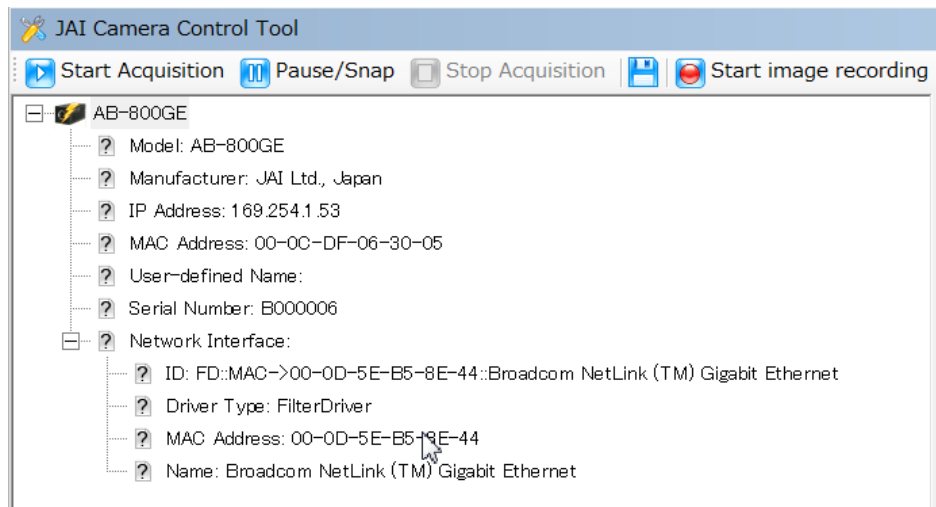 JAI Camera Control Tool
Start Acquisition Pause/Snap Stop Acquisition Start image recording
AB-800GE
Model: AB-800GE
Manufacturer: JAI Ltd., Japan
IP Address: 169.254.1.53
MAC Address: 00-0C-DF-06-30-05
User-defined Name:
Serial Number: B000006
Network Interface:
ID: FD::MAC->00-0D-5E-B5-8E-44::Broadcom NetLink (TM) Gigabit Ethernet
Driver Type: FilterDriver
MAC Address: 00-0D-5E-B5-8E-44
Name: Broadcom NetLink (TM) Gigabit Ethernet